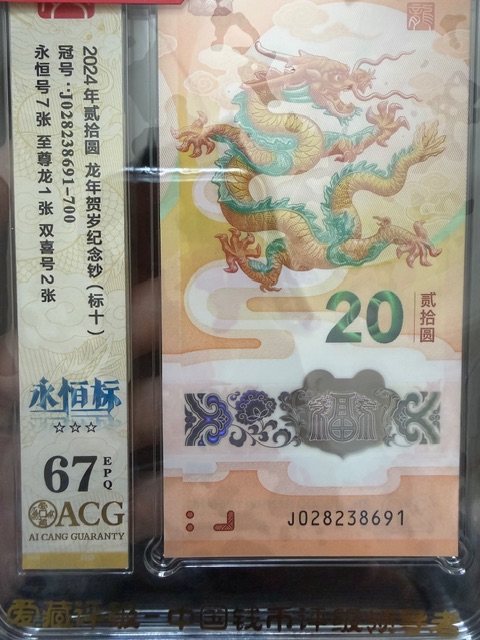 2024年贰拾圆 龙年贺岁纪念钞（标十）
冠号：J028238691-700
永恒号7张 至尊龙1张 双喜号2张
永恒标
☆☆☆
67 EPQ
ACG
AI CANG GUARANTY
龍
20 贰拾圆
福
J028238691
爱藏评级·中国钱币评级领导者